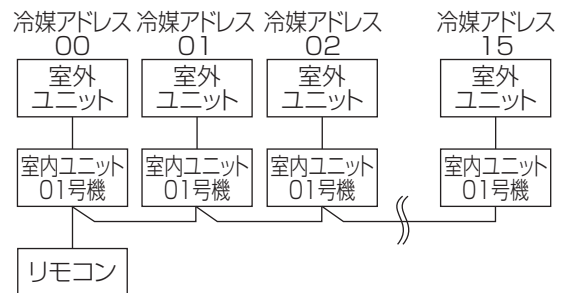 冷媒アドレス 冷媒アドレス 冷媒アドレス 冷媒アドレス
00 01 02 15
室外 室外 室外 室外
ユニット ユニット ユニット ユニット
室内ユニット 室内ユニット 室内ユニット 室内ユニット
01号機 01号機 01号機 01号機
リモコン